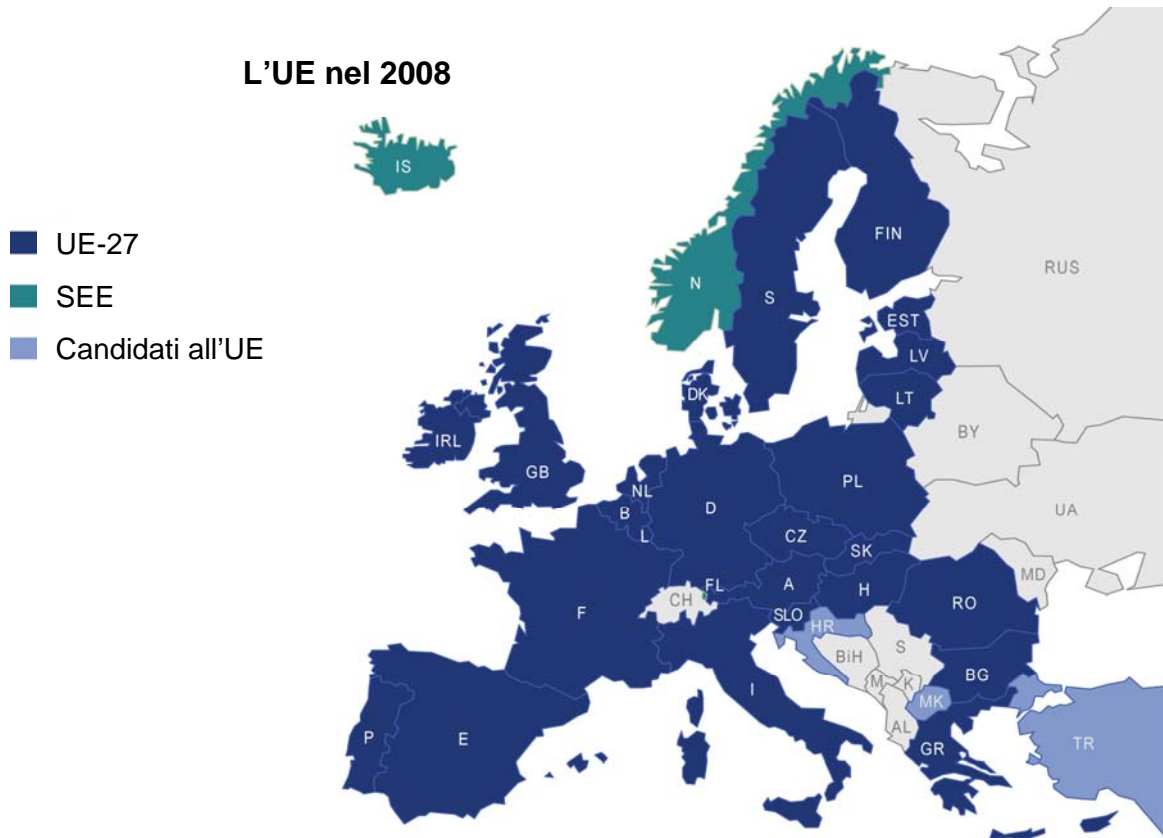 L'UE nel 2008
IS
UE-27
SEE
Candidati all'UE
FIN
RUS
N
S
EST
LV
LT
DK
BY
IRL
GB
NL
B
L
D
PL
UA
CZ
SK
MD
FL
A
H
CH
F
SLO
HR
RO
BiH
S
I
M
K
BG
MK
AL
P
E
GR
TR